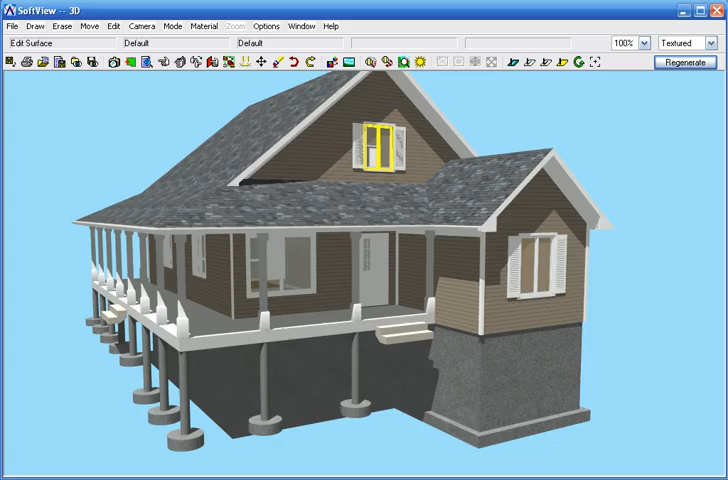 SoftView -- 3D
File Draw Erase Move Edit Camera Mode Material Zoom Options Window Help
Edit Surface Default Default 100% Textured
Regenerate